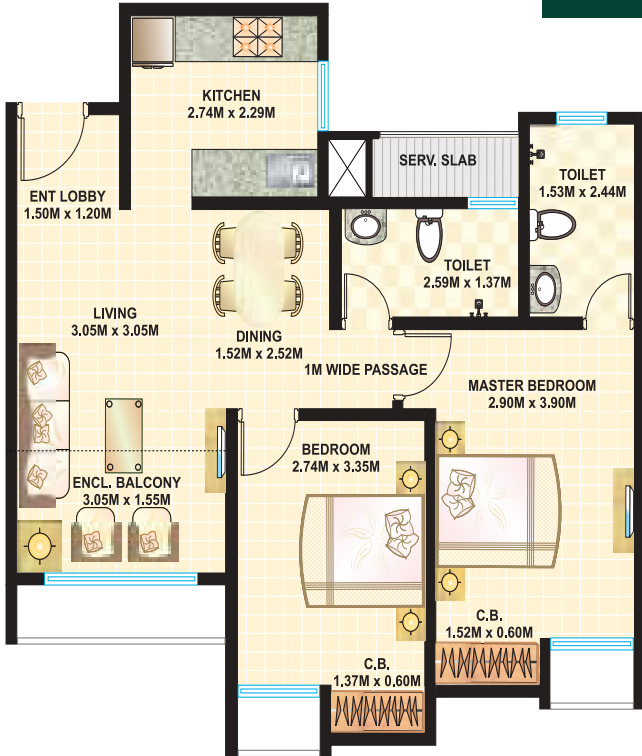 KITCHEN
2.74M x 2.29M
SERV. SLAB
TOILET
1.53M x 2.44M
ENT LOBBY
1.50M x 1.20M
TOILET
2.59M x 1.37M
LIVING
3.05M x 3.05M
DINING
1.52M x 2.52M
1M WIDE PASSAGE
MASTER BEDROOM
2.90M x 3.90M
BEDROOM
2.74M x 3.35M
ENCL. BALCONY
3.05M x 1.55M
C.B.
1.52M x 0.60M
C.B.
1.37M x 0.60M